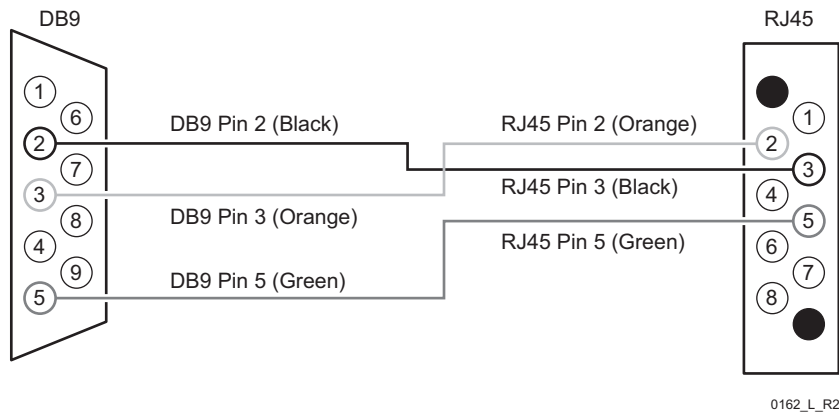 DB9 RJ45
1
6
DB9 Pin 2 (Black) RJ45 Pin 2 (Orange)
1
2 2
7 3
3 RJ45 Pin 3 (Black)
4
DB9 Pin 3 (Orange)
8 5
4 RJ45 Pin 5 (Green)
6
9 DB9 Pin 5 (Green)
7
5 8
0162_L_R2